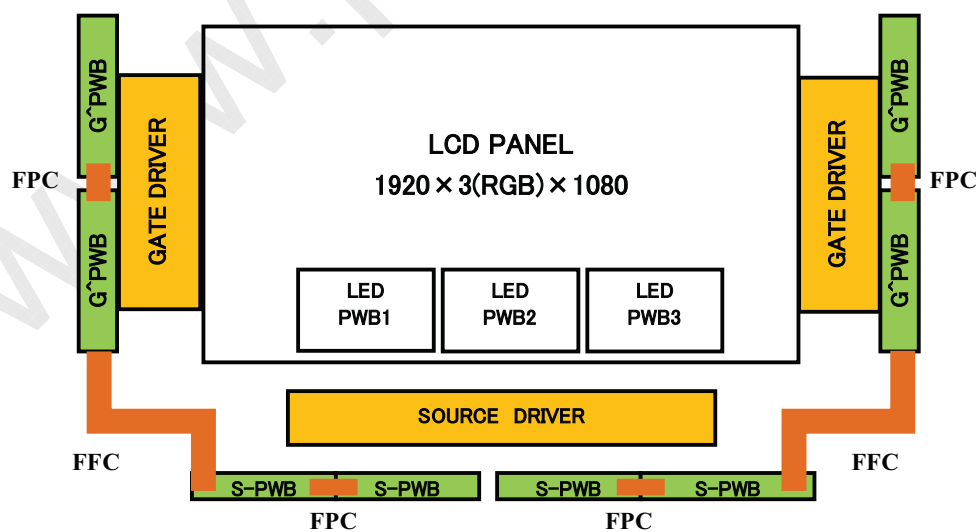 G^PWB
G^PWB
FPC
FPC
GATE DRIVER
GATE DRIVER
LCD PANEL
1920×3(RGB)×1080
G^PWB
G^PWB
LED
PWB1
LED
PWB2
LED
PWB3
SOURCE DRIVER
FFC
FFC
S-PWB
S-PWB
S-PWB
S-PWB
FPC
FPC